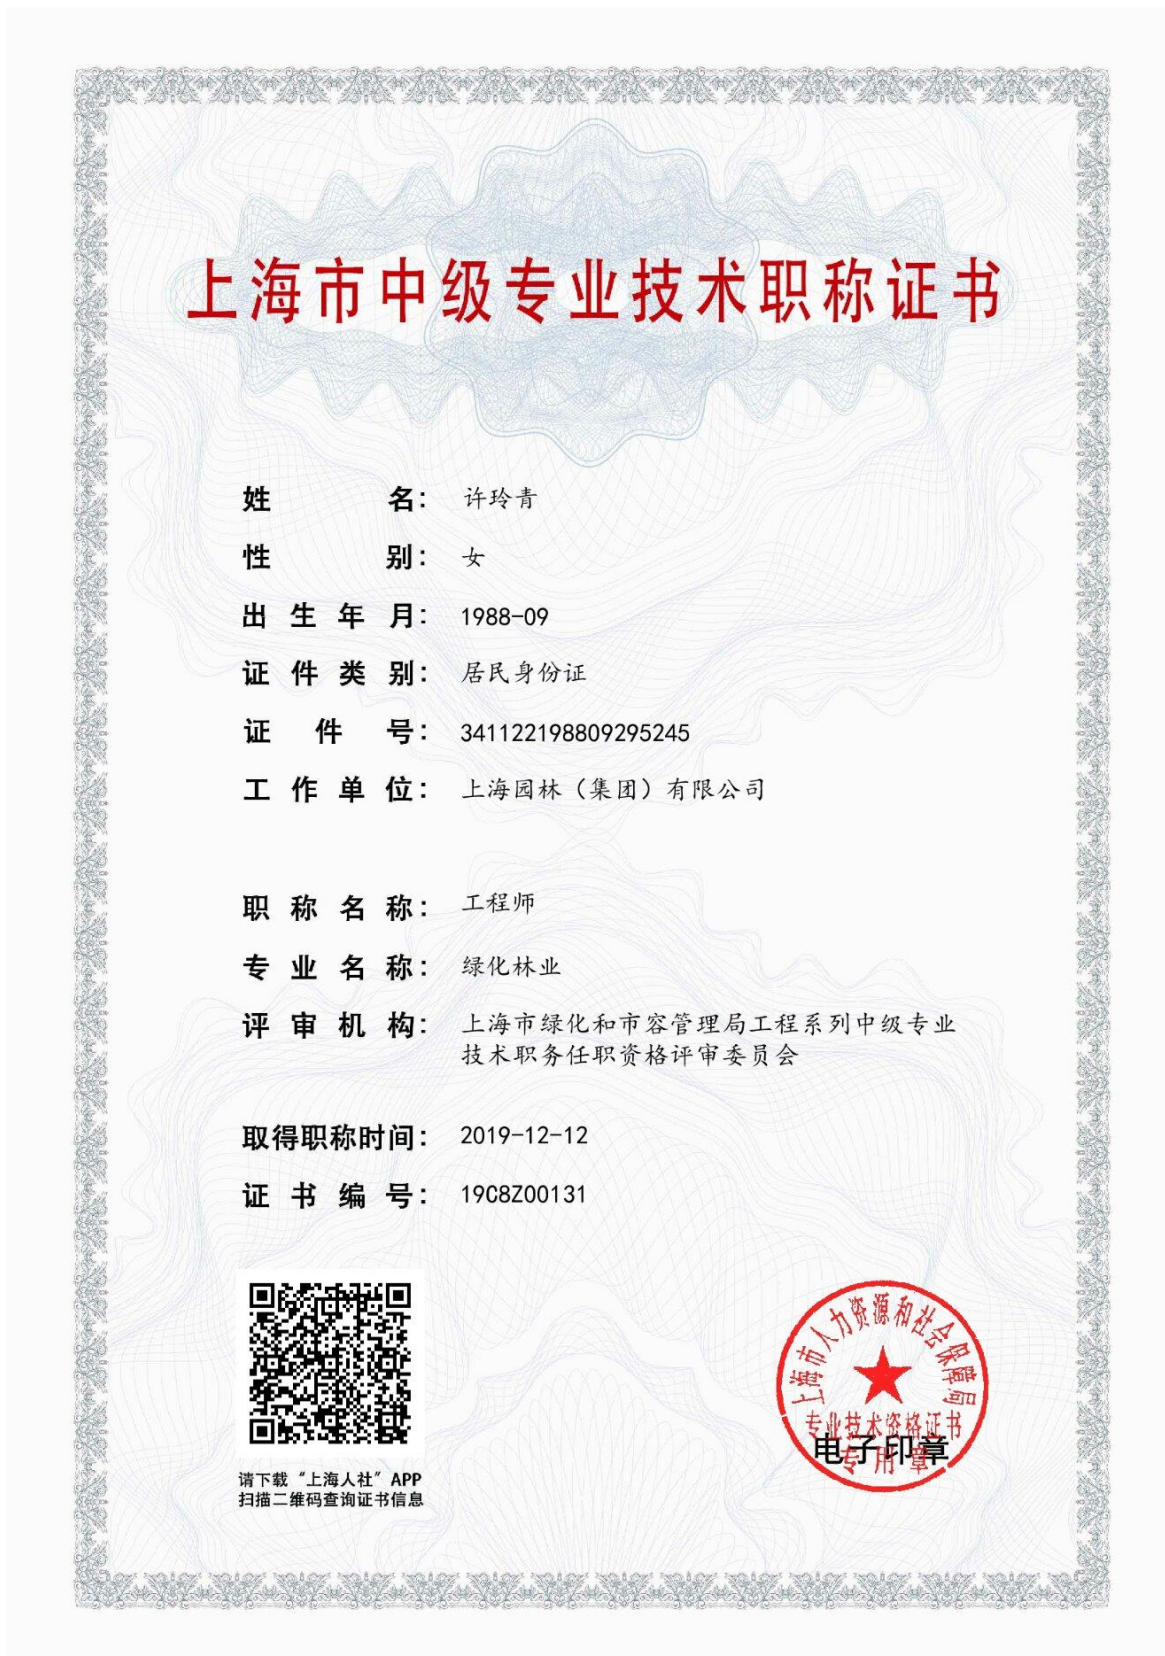 上海市中级专业技术职称证书
姓名： 许玲青
性别： 女
出生年月： 1988-09
证件类别： 居民身份证
证件号： 341122198809295245
工作单位： 上海园林（集团）有限公司
职称名称： 工程师
专业名称： 绿化林业
评审机构： 上海市绿化和市容管理局工程系列中级专业
技术职务任职资格评审委员会
取得职称时间： 2019-12-12
证书编号： 19C8Z00131
上海市人力资源和社会保障局
专业技术资格证书
电子印章
专用章
请下载“上海人社”APP
扫描二维码查询证书信息